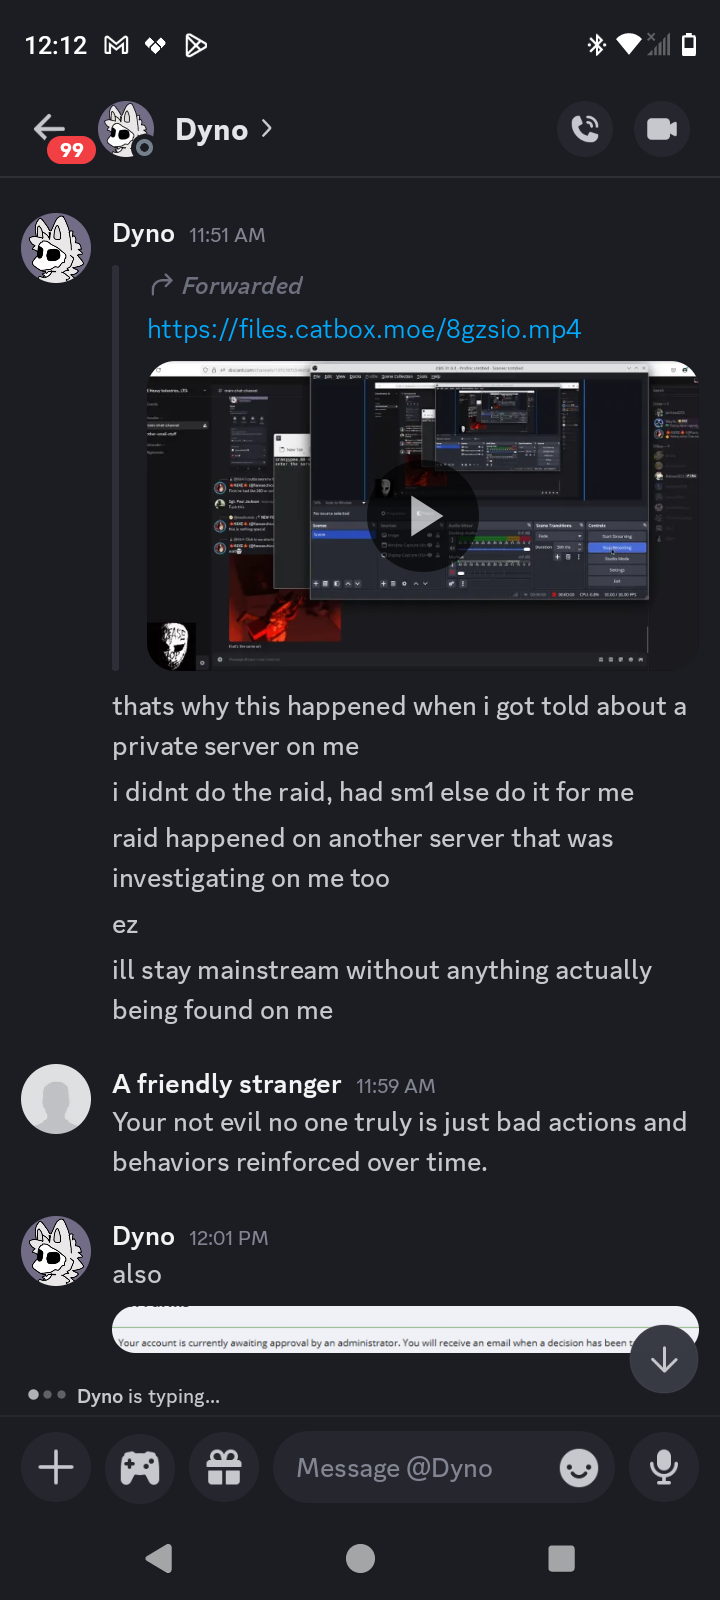 12:12
99
Dyno
Dyno 11:51 AM
Forwarded
https://files.catbox.moe/8gzsio.mp4
thats why this happened when i got told about a
private server on me
i didnt do the raid, had sm1 else do it for me
raid happened on another server that was
investigating on me too
ez
ill stay mainstream without anything actually
being found on me
A friendly stranger 11:59 AM
Your not evil no one truly is just bad actions and
behaviors reinforced over time.
Dyno 12:01 PM
also
Your account is currently awaiting approval by an administrator. You will receive an email when a decision has been
Dyno is typing...
Message @Dyno